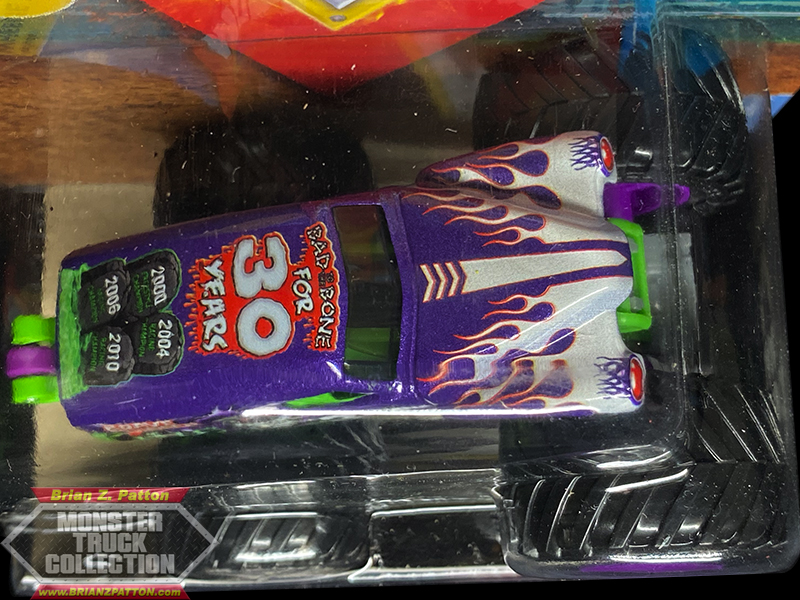 BAD TO THE BONE
FOR
30
YEARS
2000
2004
2006
2010
Brian Z. Patton
MONSTER
TRUCK
COLLECTION
www.BRIANZPATTON.com